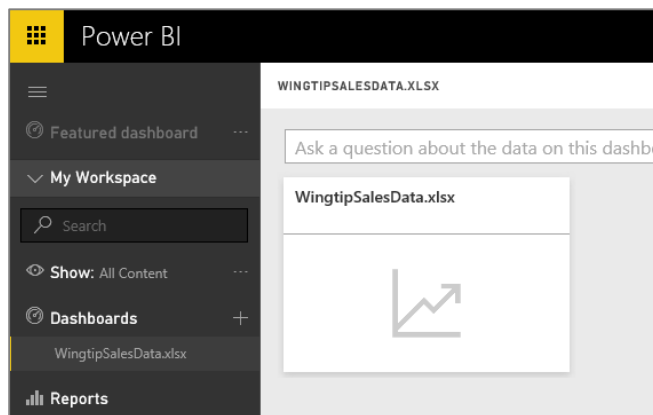 Power BI
Featured dashboard ...
My Workspace
Search
Show: All Content ...
Dashboards +
WingtipSalesData.xlsx
Reports
WINGTIPSALESDATA.XLSX
Ask a question about the data on this dashb
WingtipSalesData.xlsx